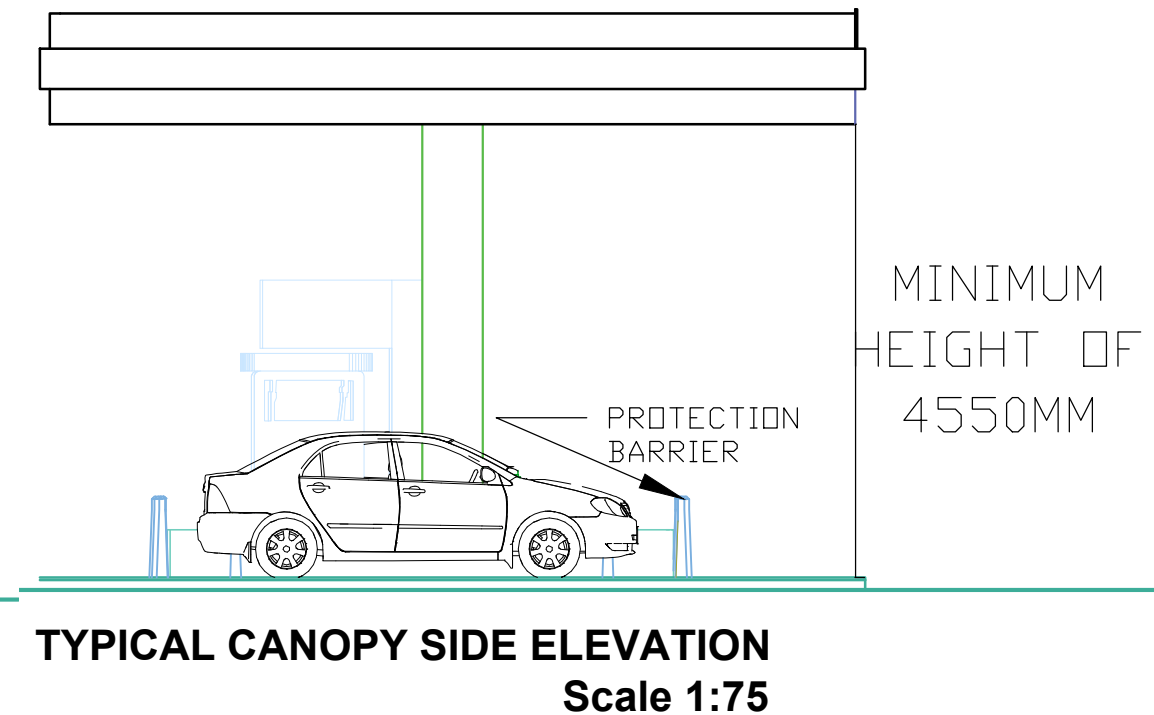 MINIMUM
HEIGHT OF
4550MM
PROTECTION
BARRIER
TYPICAL CANOPY SIDE ELEVATION
Scale 1:75